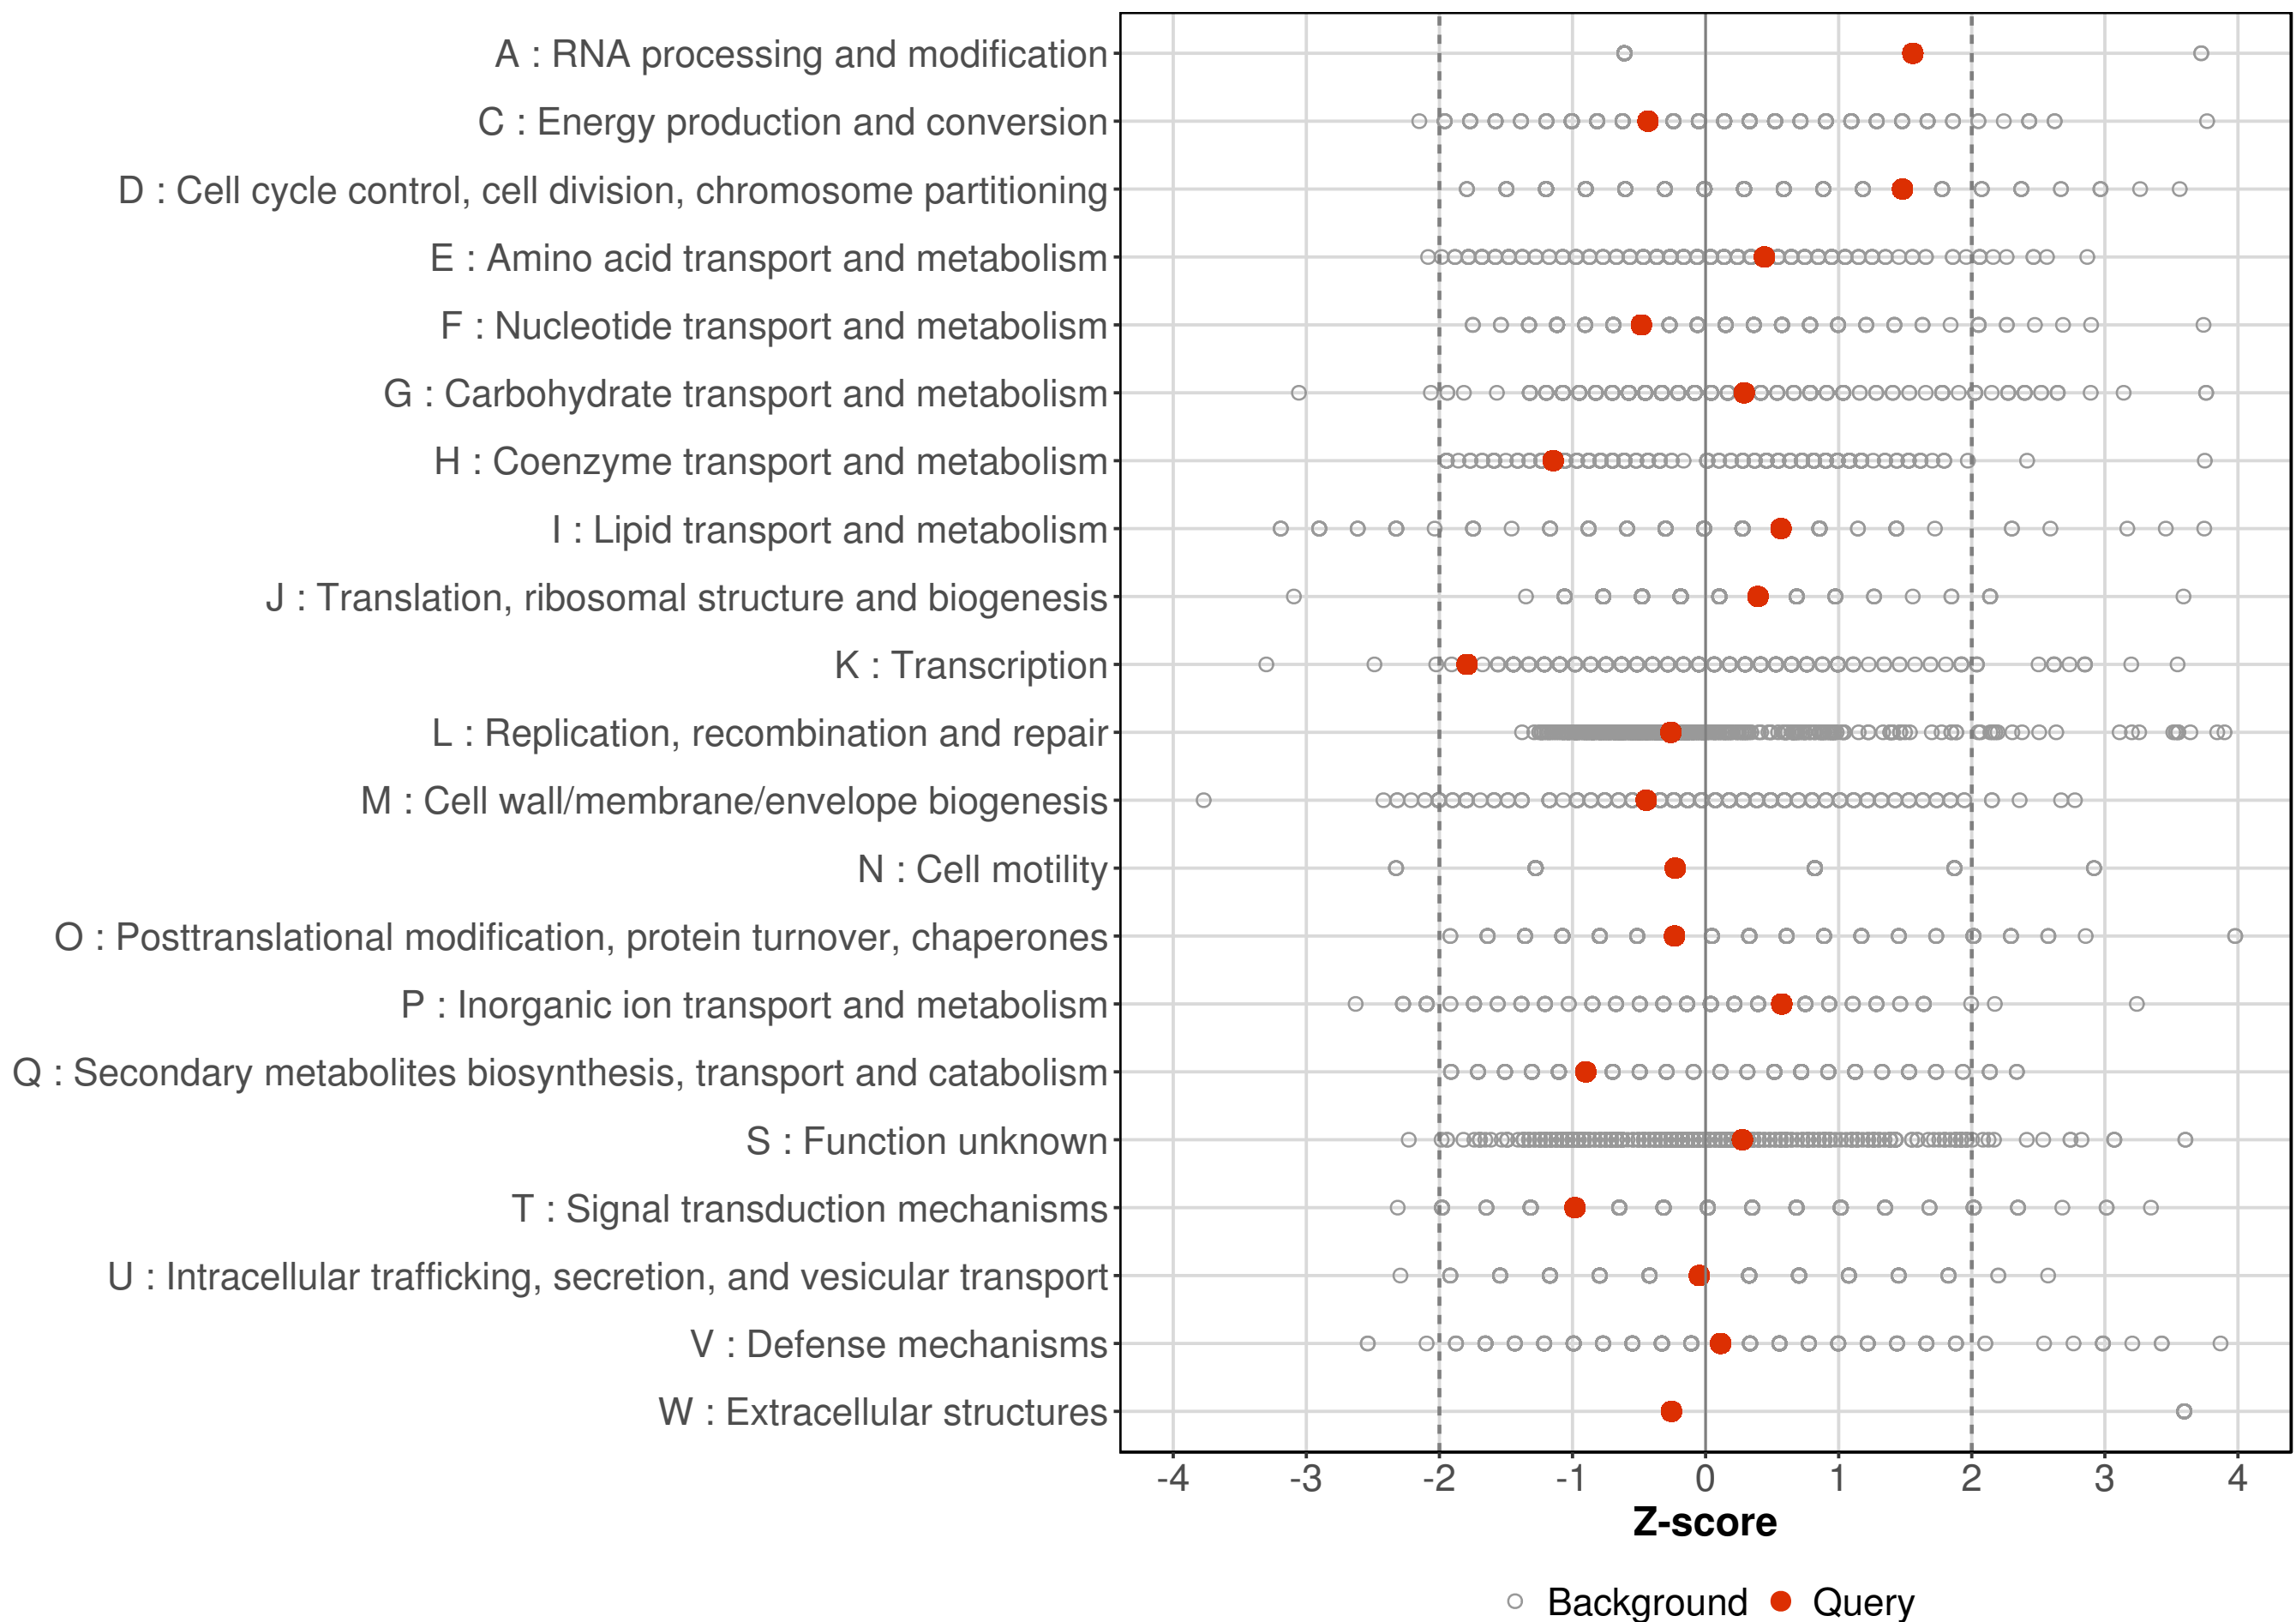 A : RNA processing and modification
C : Energy production and conversion
D : Cell cycle control, cell division, chromosome partitioning
E : Amino acid transport and metabolism
F : Nucleotide transport and metabolism
G : Carbohydrate transport and metabolism
H : Coenzyme transport and metabolism
I : Lipid transport and metabolism
J : Translation, ribosomal structure and biogenesis
K : Transcription
L : Replication, recombination and repair
M : Cell wall/membrane/envelope biogenesis
N : Cell motility
O : Posttranslational modification, protein turnover, chaperones
P : Inorganic ion transport and metabolism
Q : Secondary metabolites biosynthesis, transport and catabolism
S : Function unknown
T : Signal transduction mechanisms
U : Intracellular trafficking, secretion, and vesicular transport
V : Defense mechanisms
W : Extracellular structures
-4 -3 -2 -1 0 1 2 3 4
Z-score
Background Query